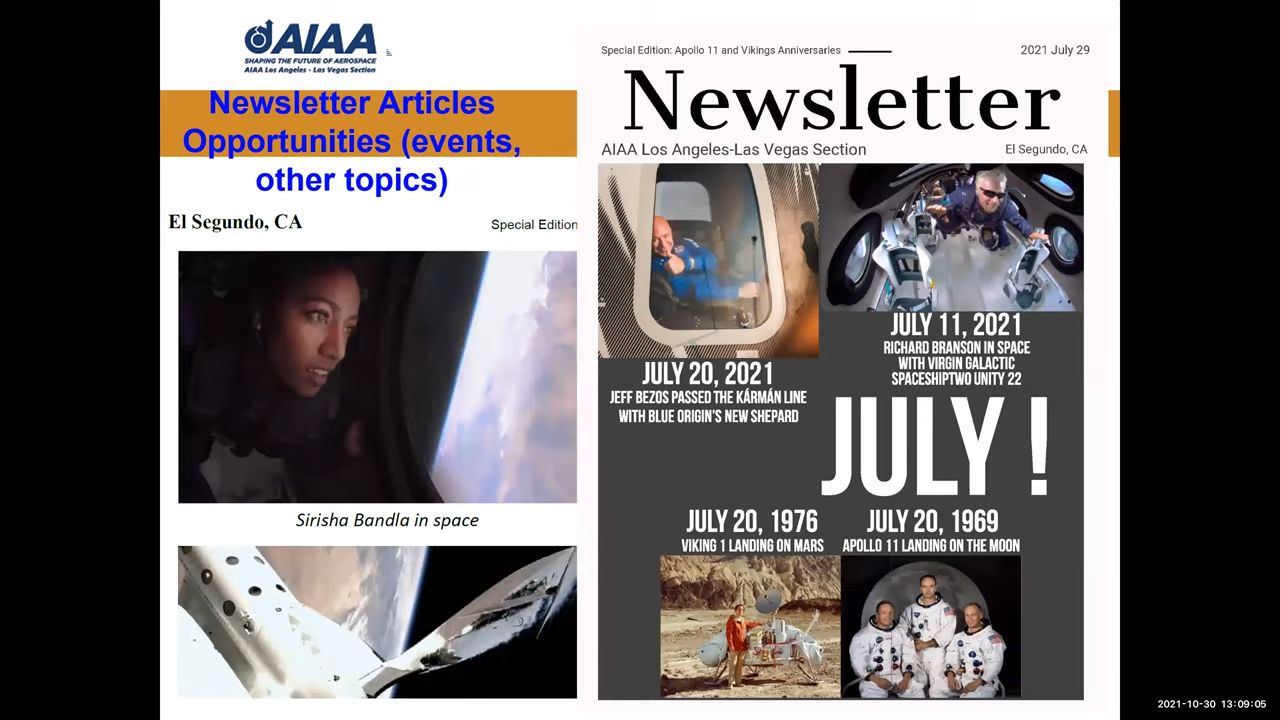 AIAA
SHAPING THE FUTURE OF AEROSPACE
AIAA Los Angeles - Las Vegas Section
Newsletter Articles
Opportunities (events,
other topics)
El Segundo, CA
Special Edition
Sirisha Bandla in space
Special Edition: Apollo 11 and Vikings Anniversaries
2021 July 29
Newsletter
AIAA Los Angeles-Las Vegas Section
El Segundo, CA
JULY 20, 2021
JEFF BEZOS PASSED THE KÁRMÁN LINE
WITH BLUE ORIGIN'S NEW SHEPARD
JULY 11, 2021
RICHARD BRANSON IN SPACE
WITH VIRGIN GALACTIC
SPACESHIPTWO UNITY 22
JULY !
JULY 20, 1976
VIKING 1 LANDING ON MARS
JULY 20, 1969
APOLLO 11 LANDING ON THE MOON
2021-10-30 13:09:05